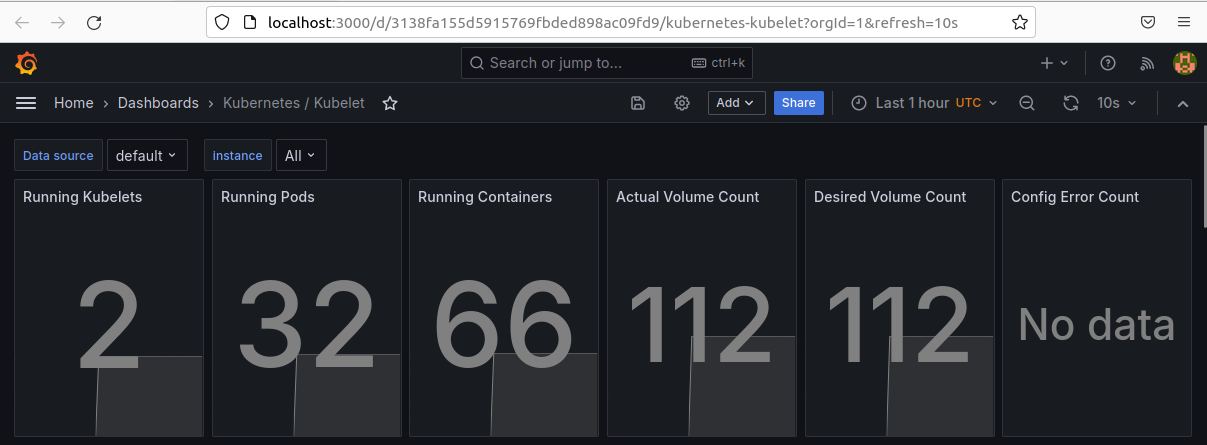 localhost:3000/d/3138fa155d5915769fbded898ac09fd9/kubernetes-kubelet?orgId=1&refresh=10s
Search or jump to... ctrl+k
Home > Dashboards > Kubernetes / Kubelet Add Share Last 1 hour UTC 10s
Data source default instance All
Running Kubelets Running Pods Running Containers Actual Volume Count Desired Volume Count Config Error Count
2 32 66 112 112 No data